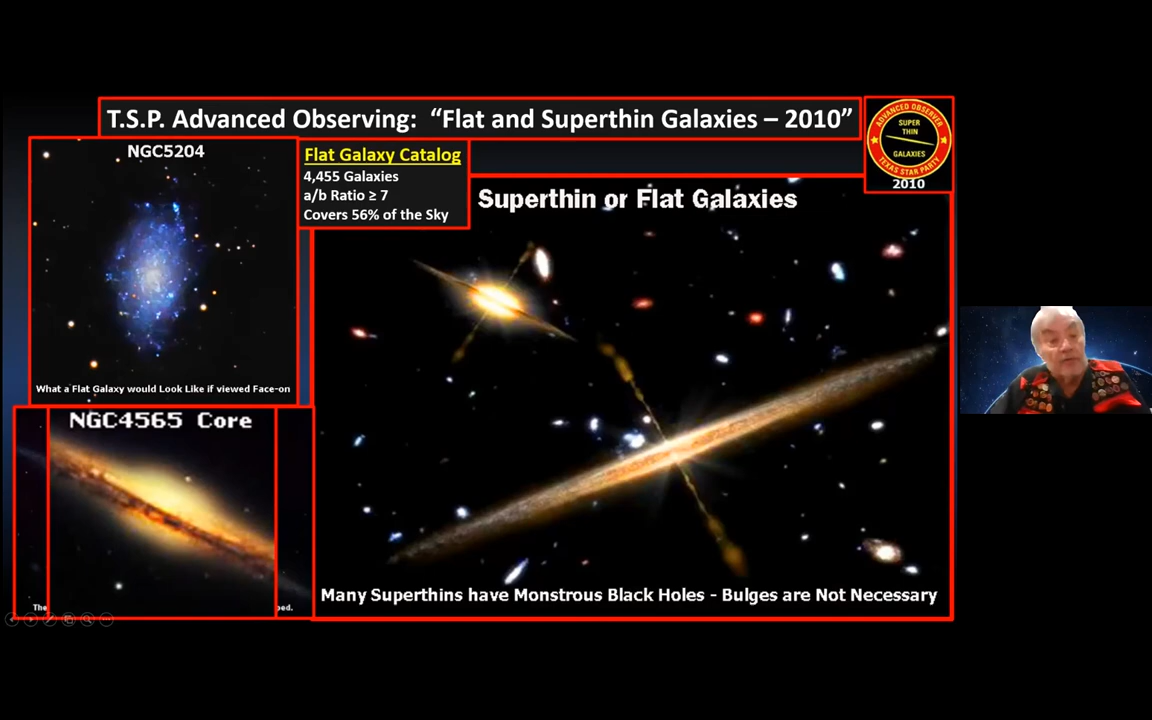 T.S.P. Advanced Observing: “Flat and Superthin Galaxies – 2010”
ADVANCED OBSERVER
SUPER
THIN
GALAXIES
TEXAS STAR PARTY
2010
NGC5204
What a Flat Galaxy would Look Like if viewed Face-on
Flat Galaxy Catalog
4,455 Galaxies
a/b Ratio ≥ 7
Covers 56% of the Sky
Superthin or Flat Galaxies
Many Superthins have Monstrous Black Holes - Bulges are Not Necessary
NGC4565 Core
The